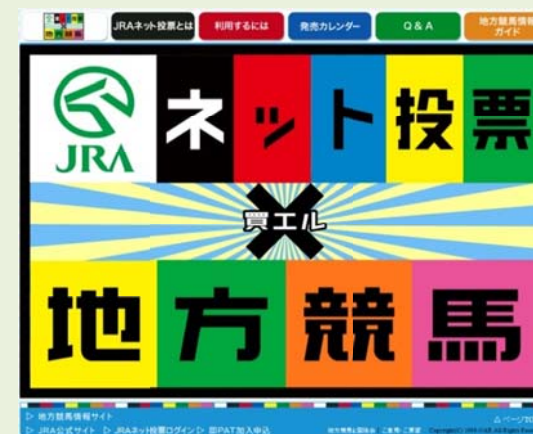 JRAネット投票とは 利用するには 発売カレンダー Q & A 地方競馬情報
ガイド
JRA
ネット投票
買エル
地方競馬
▷ 地方競馬情報サイト
▷ JRA公式サイト ▷ JRAネット投票ログイン ▷ 即PAT加入申込